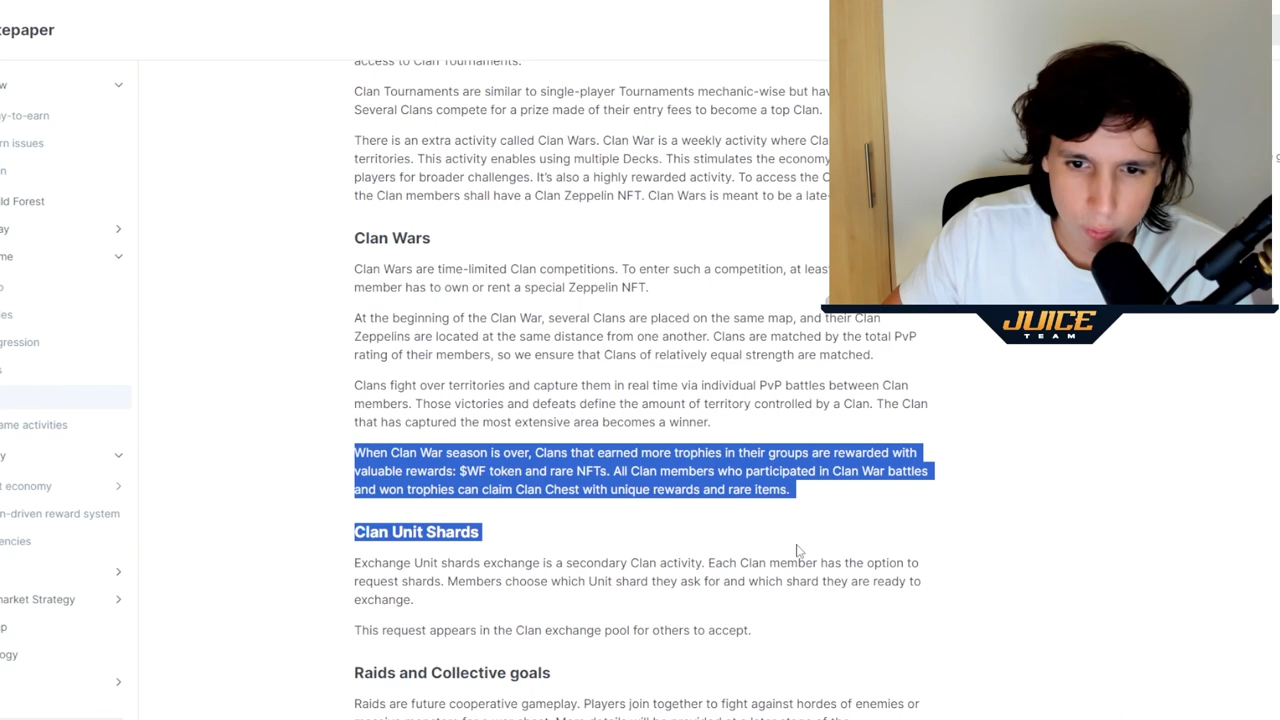 tepaper
w
y-to-earn
rn issues
n
ld Forest
ay
me
o
ies
gression
s
ame activities
y
t economy
n-driven reward system
encies
market Strategy
p
logy
access to Clan Tournaments.
Clan Tournaments are similar to single-player Tournaments mechanic-wise but hav
Several Clans compete for a prize made of their entry fees to become a top Clan.
There is an extra activity called Clan Wars. Clan War is a weekly activity where Cla
territories. This activity enables using multiple Decks. This stimulates the economy
players for broader challenges. It's also a highly rewarded activity. To access the C
the Clan members shall have a Clan Zeppelin NFT. Clan Wars is meant to be a late-
Clan Wars
Clan Wars are time-limited Clan competitions. To enter such a competition, at leas
member has to own or rent a special Zeppelin NFT.
At the beginning of the Clan War, several Clans are placed on the same map, and their Clan
Zeppelins are located at the same distance from one another. Clans are matched by the total PvP
rating of their members, so we ensure that Clans of relatively equal strength are matched.
Clans fight over territories and capture them in real time via individual PvP battles between Clan
members. Those victories and defeats define the amount of territory controlled by a Clan. The Clan
that has captured the most extensive area becomes a winner.
When Clan War season is over, Clans that earned more trophies in their groups are rewarded with
valuable rewards: $WF token and rare NFTs. All Clan members who participated in Clan War battles
and won trophies can claim Clan Chest with unique rewards and rare items.
Clan Unit Shards
Exchange Unit shards exchange is a secondary Clan activity. Each Clan member has the option to
request shards. Members choose which Unit shard they ask for and which shard they are ready to
exchange.
This request appears in the Clan exchange pool for others to accept.
Raids and Collective goals
Raids are future cooperative gameplay. Players join together to fight against hordes of enemies or
JUICE
TEAM